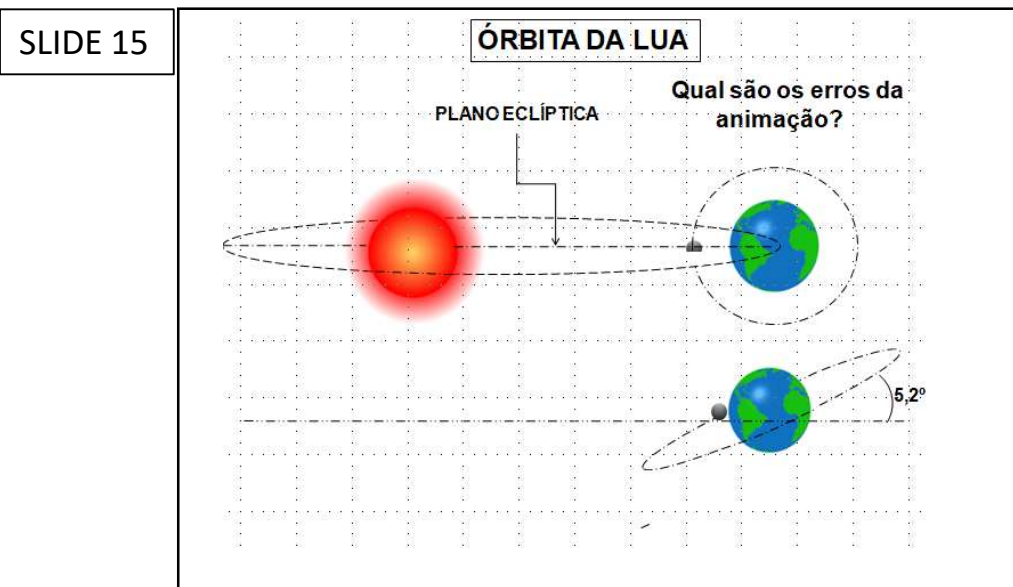 SLIDE 15
ÓRBITA DA LUA
Qual são os erros da
animação?
PLANO ECLÍPTICA
5,2º